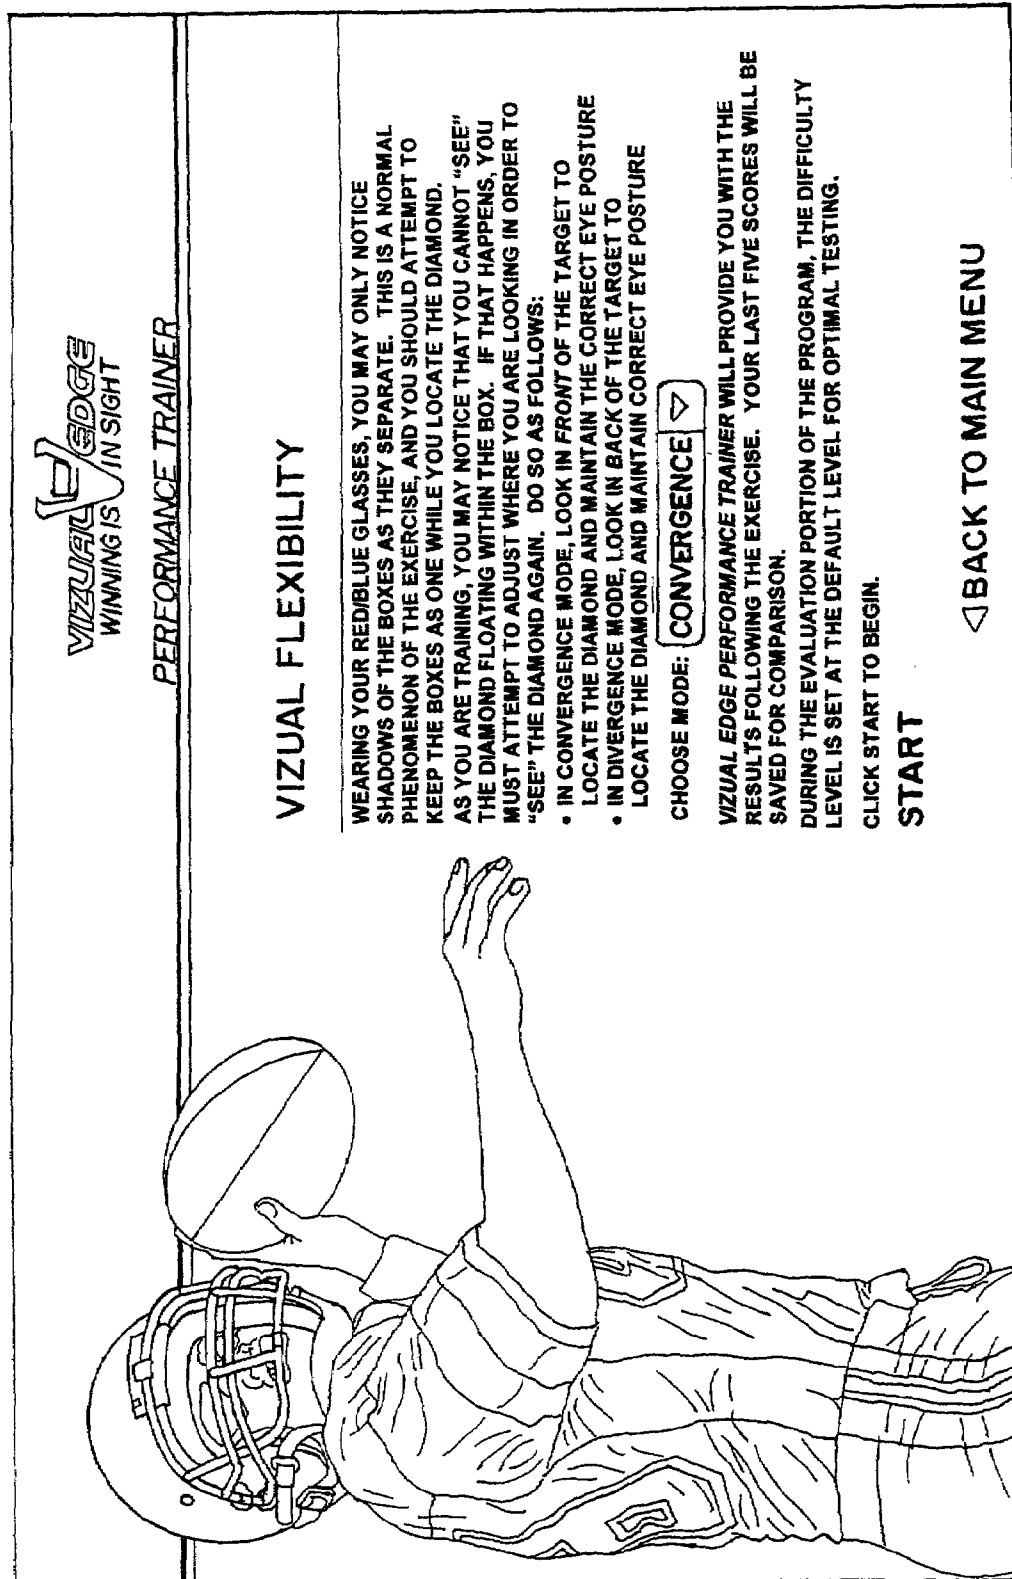 VIZUAL EDGE
WINNING IS IN SIGHT
PERFORMANCE TRAINER
VIZUAL FLEXIBILITY
WEARING YOUR RED/BLUE GLASSES, YOU MAY ONLY NOTICE
SHADOWS OF THE BOXES AS THEY SEPARATE. THIS IS A NORMAL
PHENOMENON OF THE EXERCISE, AND YOU SHOULD ATTEMPT TO
KEEP THE BOXES AS ONE WHILE YOU LOCATE THE DIAMOND.
AS YOU ARE TRAINING, YOU MAY NOTICE THAT YOU CANNOT "SEE"
THE DIAMOND FLOATING WITHIN THE BOX. IF THAT HAPPENS, YOU
MUST ATTEMPT TO ADJUST WHERE YOU ARE LOOKING IN ORDER TO
"SEE" THE DIAMOND AGAIN. DO SO AS FOLLOWS:
• IN CONVERGENCE MODE, LOOK IN FRONT OF THE TARGET TO
LOCATE THE DIAMOND AND MAINTAIN THE CORRECT EYE POSTURE
• IN DIVERGENCE MODE, LOOK IN BACK OF THE TARGET TO
LOCATE THE DIAMOND AND MAINTAIN CORRECT EYE POSTURE
CHOOSE MODE: CONVERGENCE ▽
VIZUAL EDGE PERFORMANCE TRAINER WILL PROVIDE YOU WITH THE
RESULTS FOLLOWING THE EXERCISE. YOUR LAST FIVE SCORES WILL BE
SAVED FOR COMPARISON.
DURING THE EVALUATION PORTION OF THE PROGRAM, THE DIFFICULTY
LEVEL IS SET AT THE DEFAULT LEVEL FOR OPTIMAL TESTING.
CLICK START TO BEGIN.
START
◁ BACK TO MAIN MENU